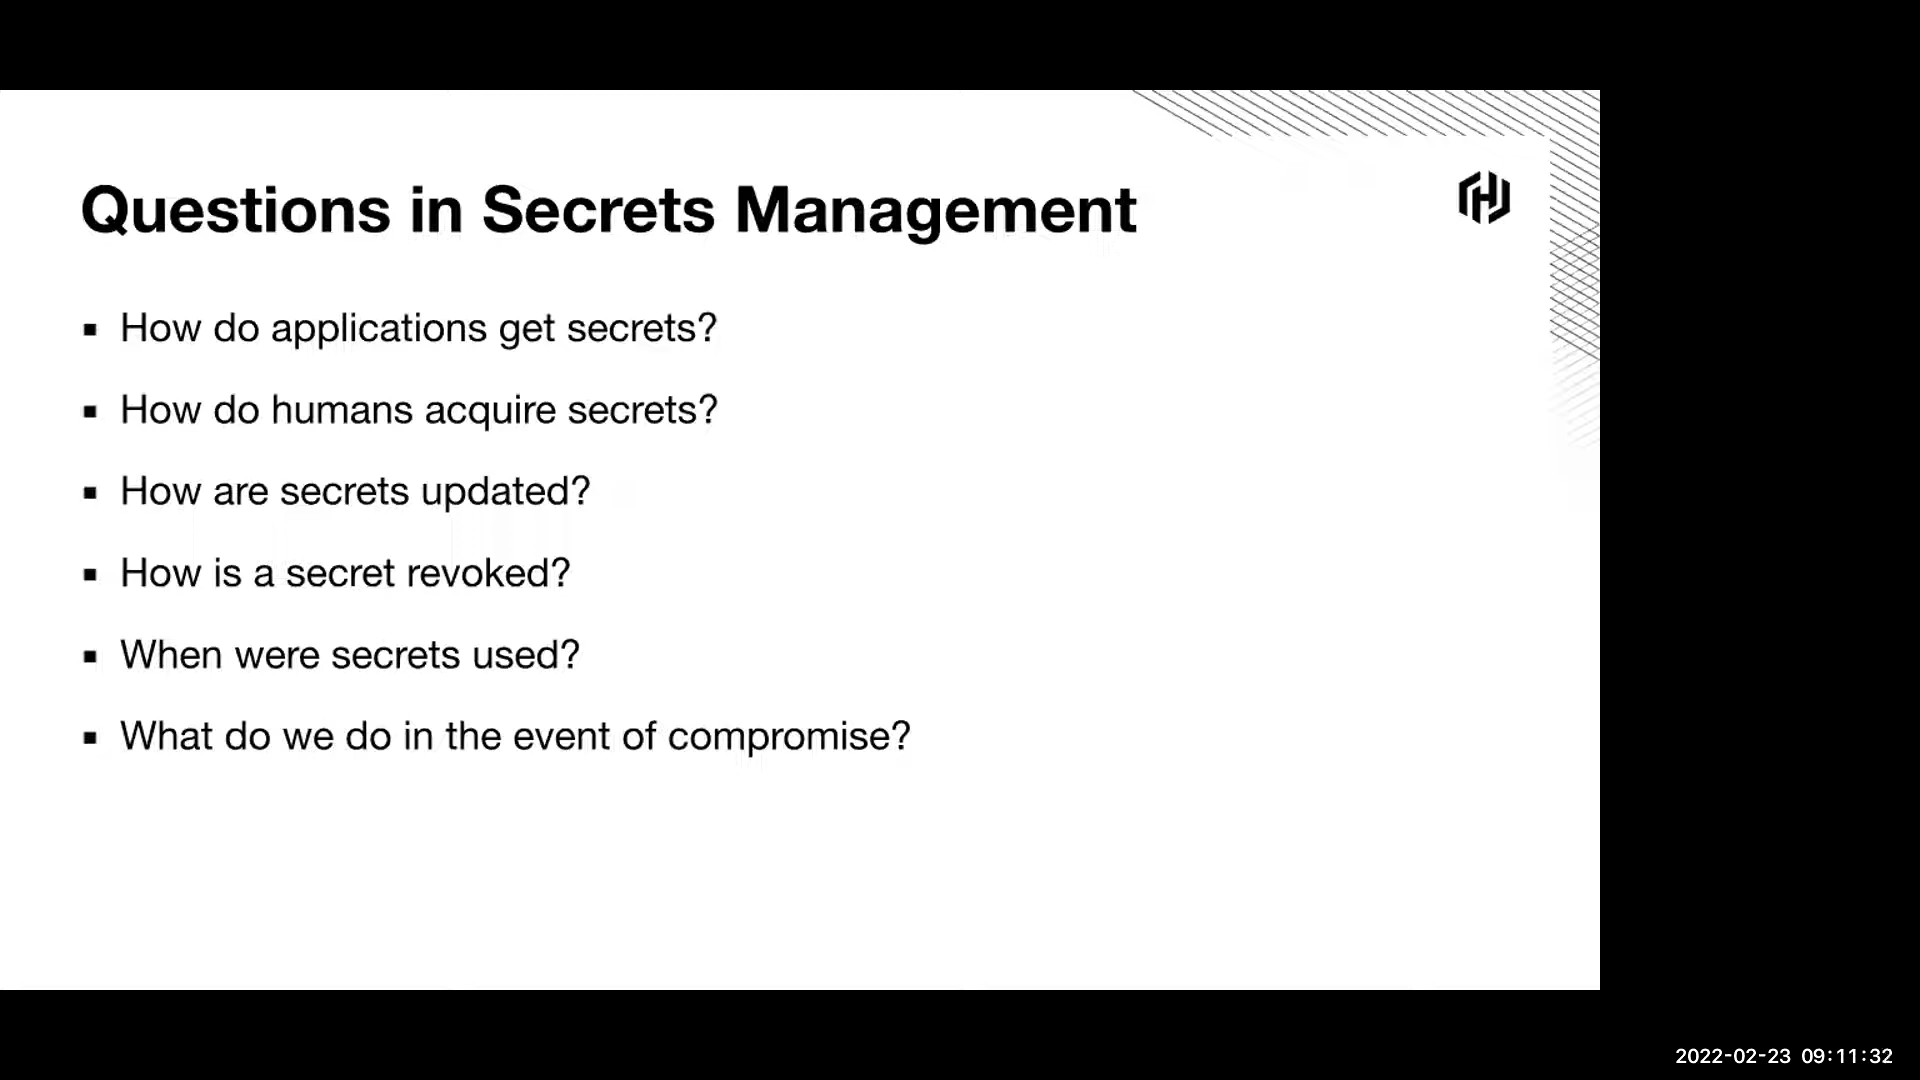 Questions in Secrets Management
▪ How do applications get secrets?
▪ How do humans acquire secrets?
▪ How are secrets updated?
▪ How is a secret revoked?
▪ When were secrets used?
▪ What do we do in the event of compromise?
2022-02-23 09:11:32